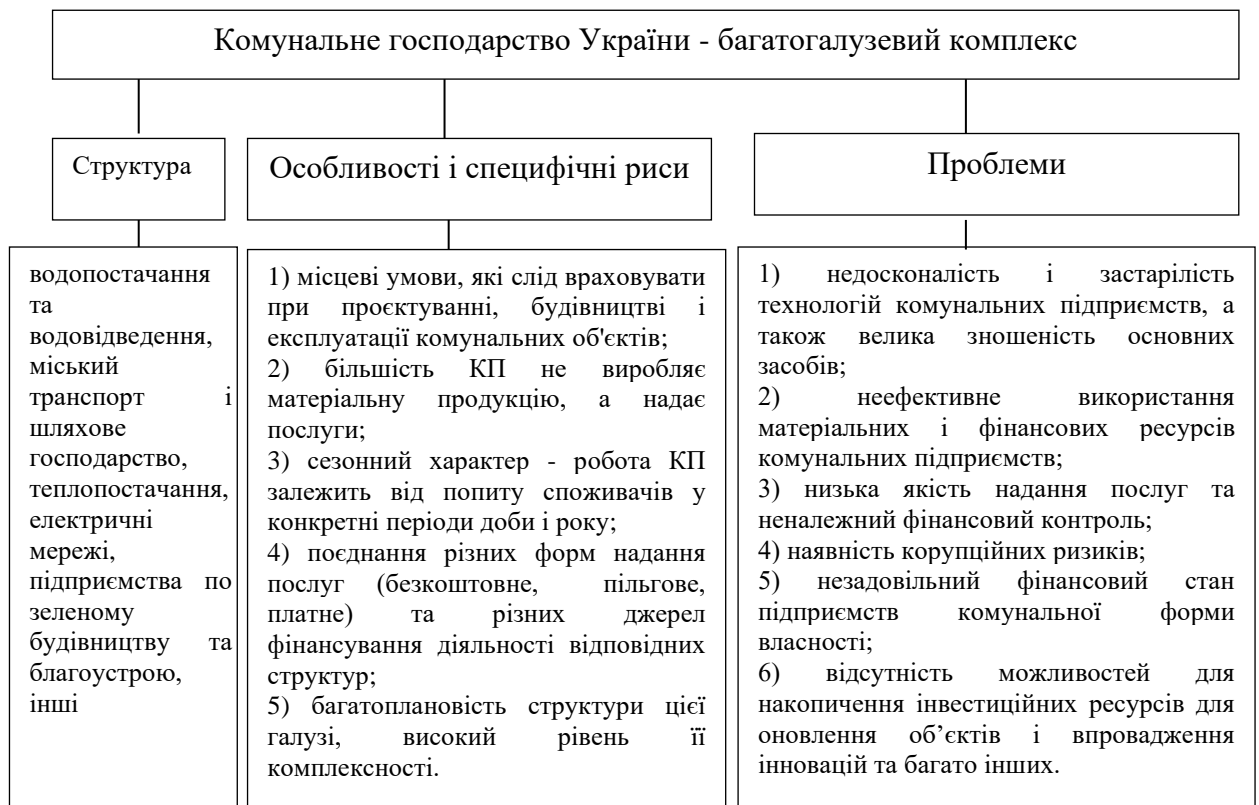 Комунальне господарство України - багатогалузевий комплекс
Структура
Особливості і специфічні риси
Проблеми
водопостачання
та
водовідведення,
міський
транспорт і
шляхове
господарство,
теплопостачання,
електричні
мережі,
підприємства по
зеленому
будівництву та
благоустрою,
інші
1) місцеві умови, які слід враховувати
при проєктуванні, будівництві і
експлуатації комунальних об'єктів;
2) більшість КП не виробляє
матеріальну продукцію, а надає
послуги;
3) сезонний характер - робота КП
залежить від попиту споживачів у
конкретні періоди доби і року;
4) поєднання різних форм надання
послуг (безкоштовне, пільгове,
платне) та різних джерел
фінансування діяльності відповідних
структур;
5) багатоплановість структури цієї
галузі, високий рівень її
комплексності.
1) недосконалість і застарілість
технологій комунальних підприємств, а
також велика зношеність основних
засобів;
2) неефективне використання
матеріальних і фінансових ресурсів
комунальних підприємств;
3) низька якість надання послуг та
неналежний фінансовий контроль;
4) наявність корупційних ризиків;
5) незадовільний фінансовий стан
підприємств комунальної форми
власності;
6) відсутність можливостей для
накопичення інвестиційних ресурсів для
оновлення об’єктів і впровадження
інновацій та багато інших.